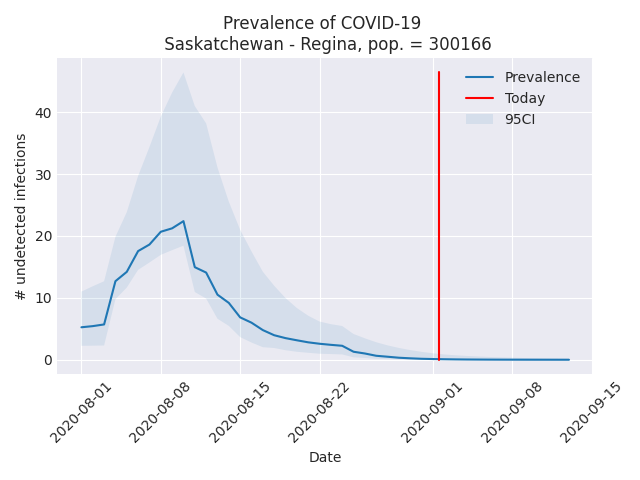 Prevalence of COVID-19
Saskatchewan - Regina, pop. = 300166
Prevalence
Today
95CI
# undetected infections
40
30
20
10
0
2020-08-01
2020-08-08
2020-08-15
2020-08-22
2020-09-01
2020-09-08
2020-09-15
Date